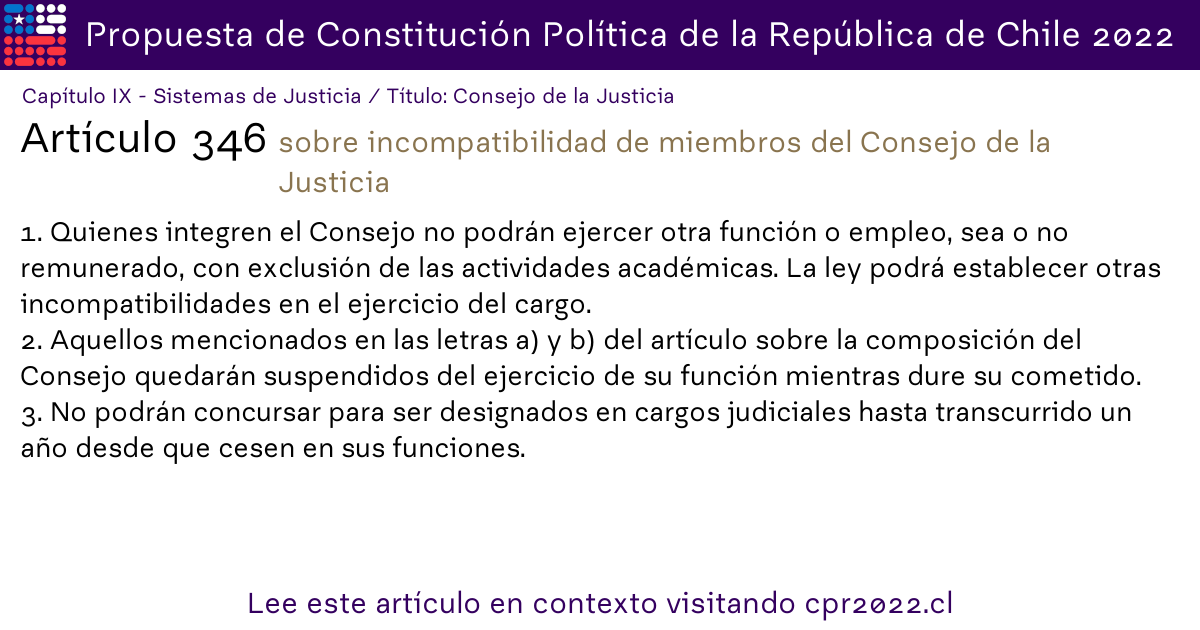 Propuesta de Constitución Política de la República de Chile 2022
Capítulo IX - Sistemas de Justicia / Título: Consejo de la Justicia
Artículo 346 sobre incompatibilidad de miembros del Consejo de la
Justicia
1. Quienes integren el Consejo no podrán ejercer otra función o empleo, sea o no
remunerado, con exclusión de las actividades académicas. La ley podrá establecer otras
incompatibilidades en el ejercicio del cargo.
2. Aquellos mencionados en las letras a) y b) del artículo sobre la composición del
Consejo quedarán suspendidos del ejercicio de su función mientras dure su cometido.
3. No podrán concursar para ser designados en cargos judiciales hasta transcurrido un
año desde que cesen en sus funciones.
Lee este artículo en contexto visitando cpr2022.cl